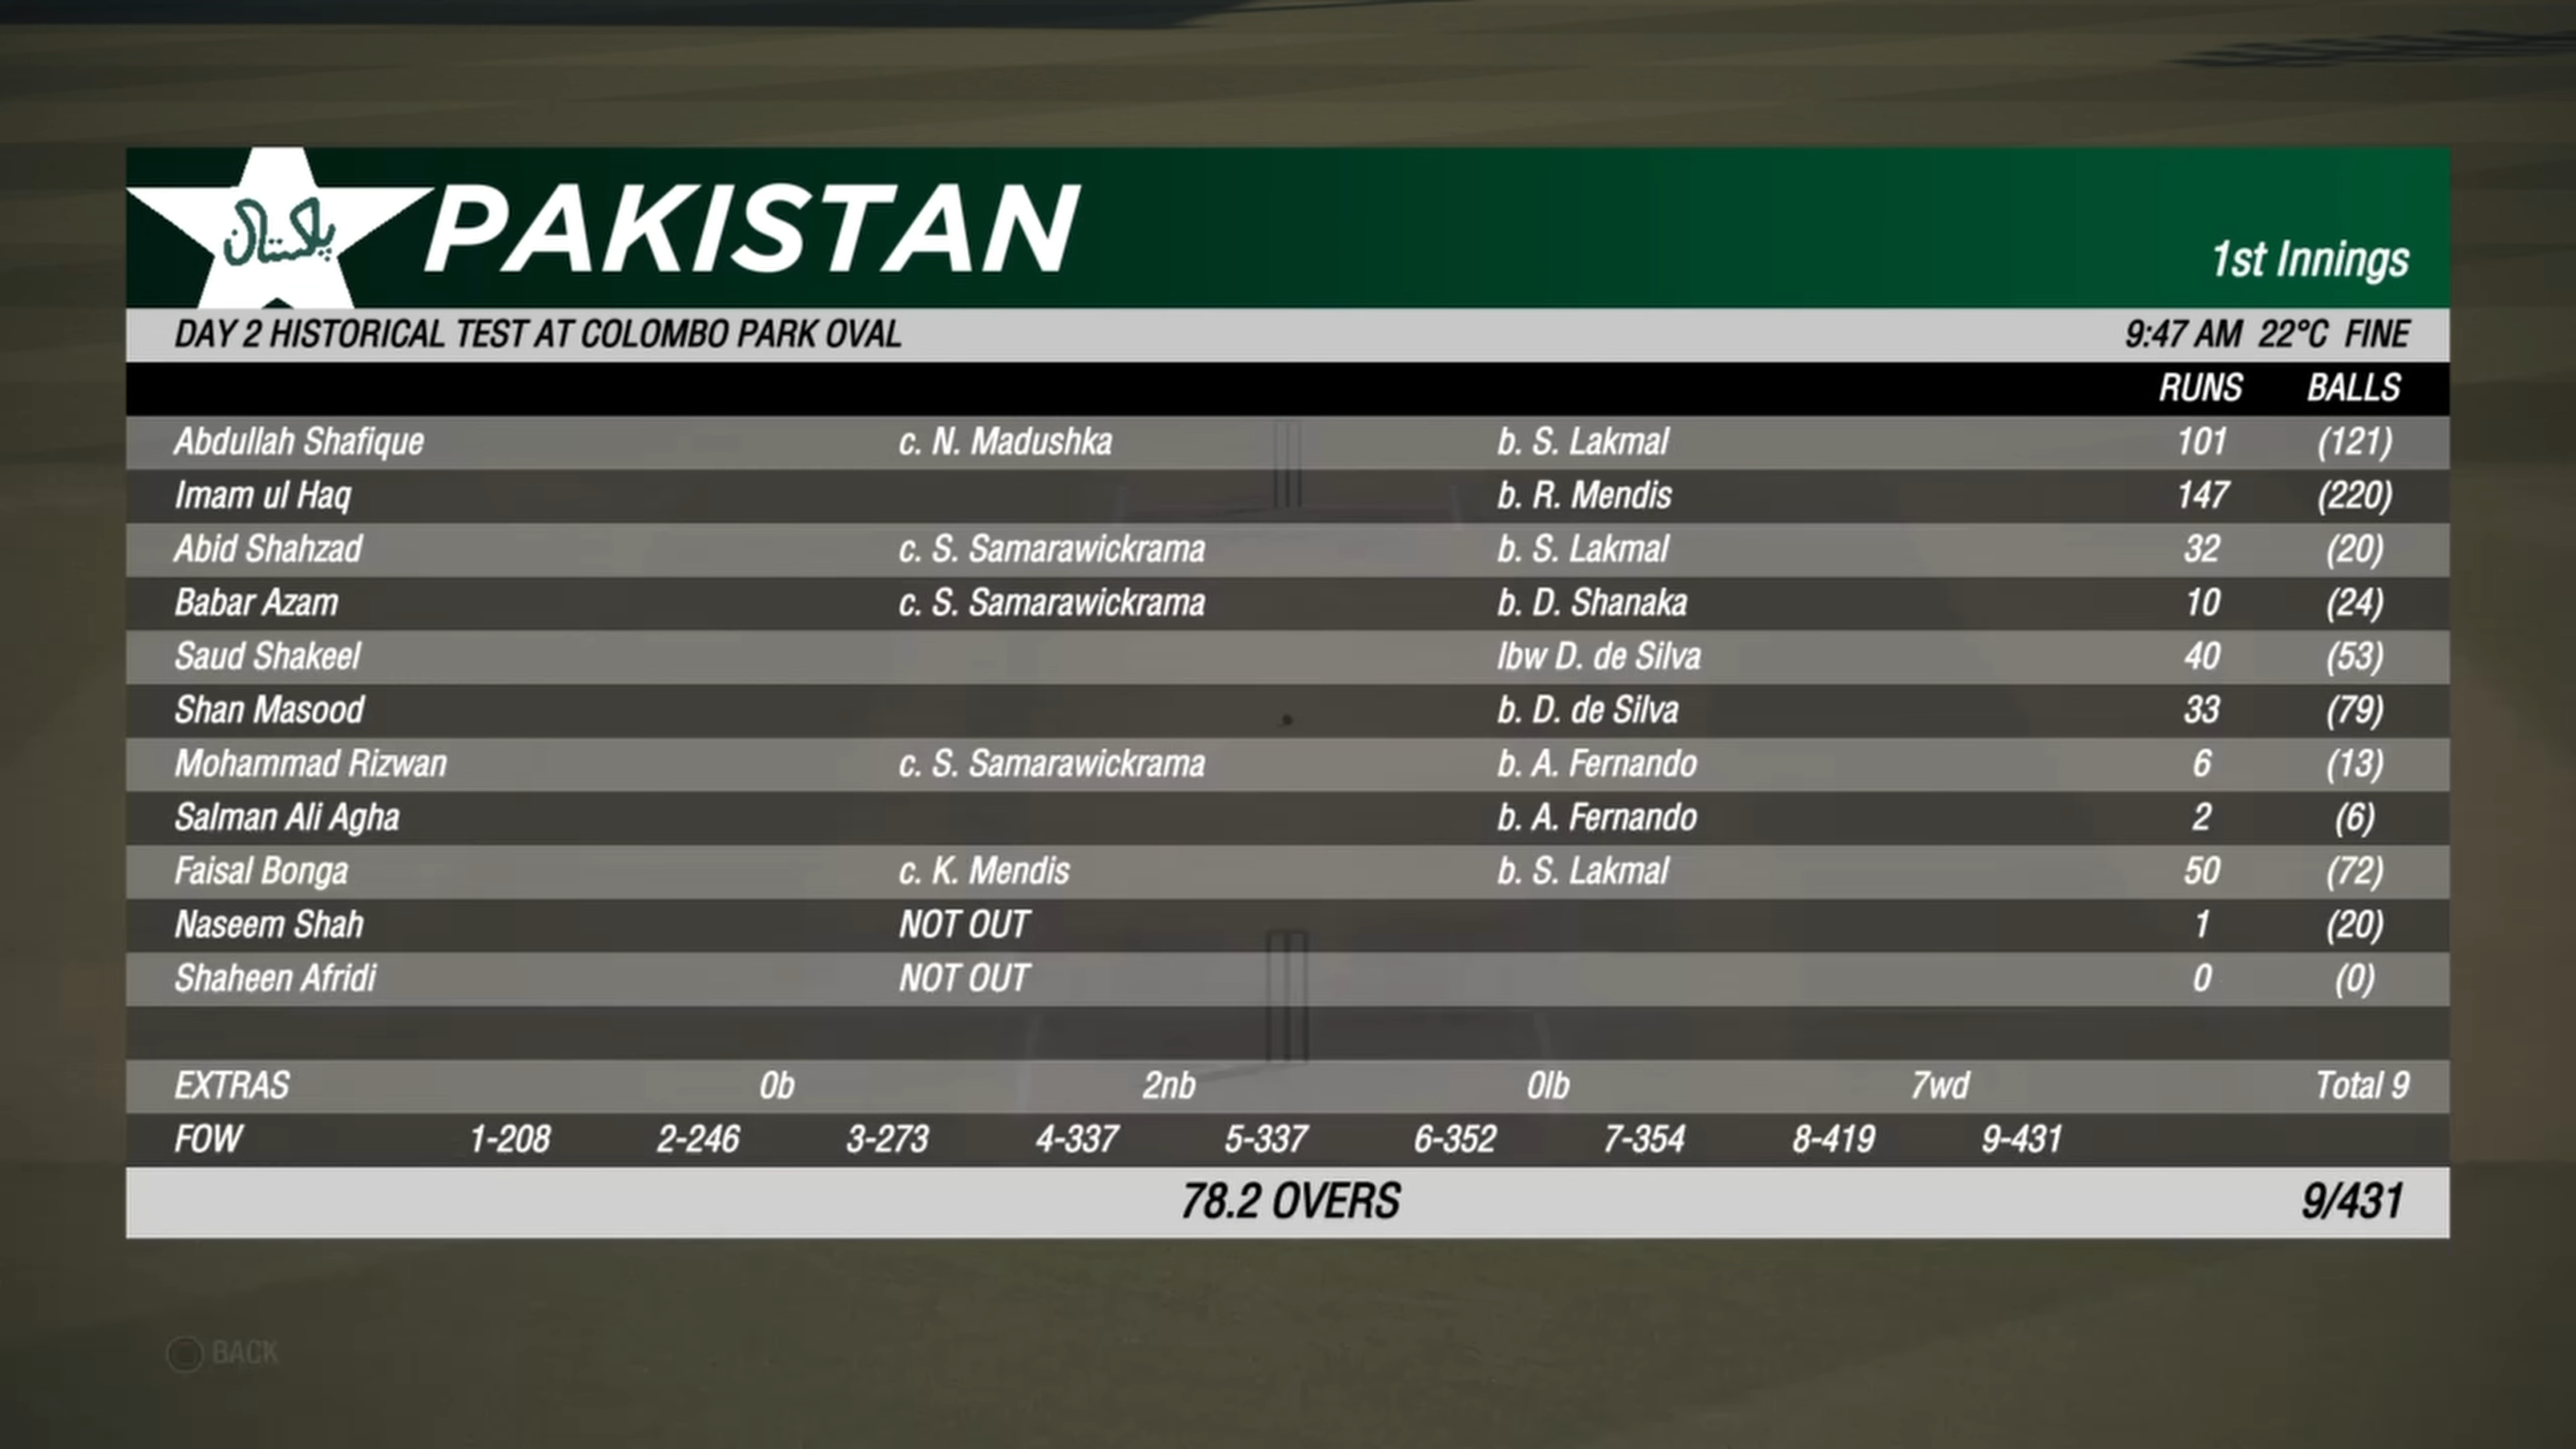 پاکستان
PAKISTAN
1st Innings
DAY 2 HISTORICAL TEST AT COLOMBO PARK OVAL 9:47 AM 22°C FINE
RUNS BALLS
Abdullah Shafique c. N. Madushka b. S. Lakmal 101 (121)
Imam ul Haq b. R. Mendis 147 (220)
Abid Shahzad c. S. Samarawickrama b. S. Lakmal 32 (20)
Babar Azam c. S. Samarawickrama b. D. Shanaka 10 (24)
Saud Shakeel lbw D. de Silva 40 (53)
Shan Masood b. D. de Silva 33 (79)
Mohammad Rizwan c. S. Samarawickrama b. A. Fernando 6 (13)
Salman Ali Agha b. A. Fernando 2 (6)
Faisal Bonga c. K. Mendis b. S. Lakmal 50 (72)
Naseem Shah NOT OUT 1 (20)
Shaheen Afridi NOT OUT 0 (0)
EXTRAS 0b 2nb 0lb 7wd Total 9
FOW 1-208 2-246 3-273 4-337 5-337 6-352 7-354 8-419 9-431
78.2 OVERS 9/431
BACK